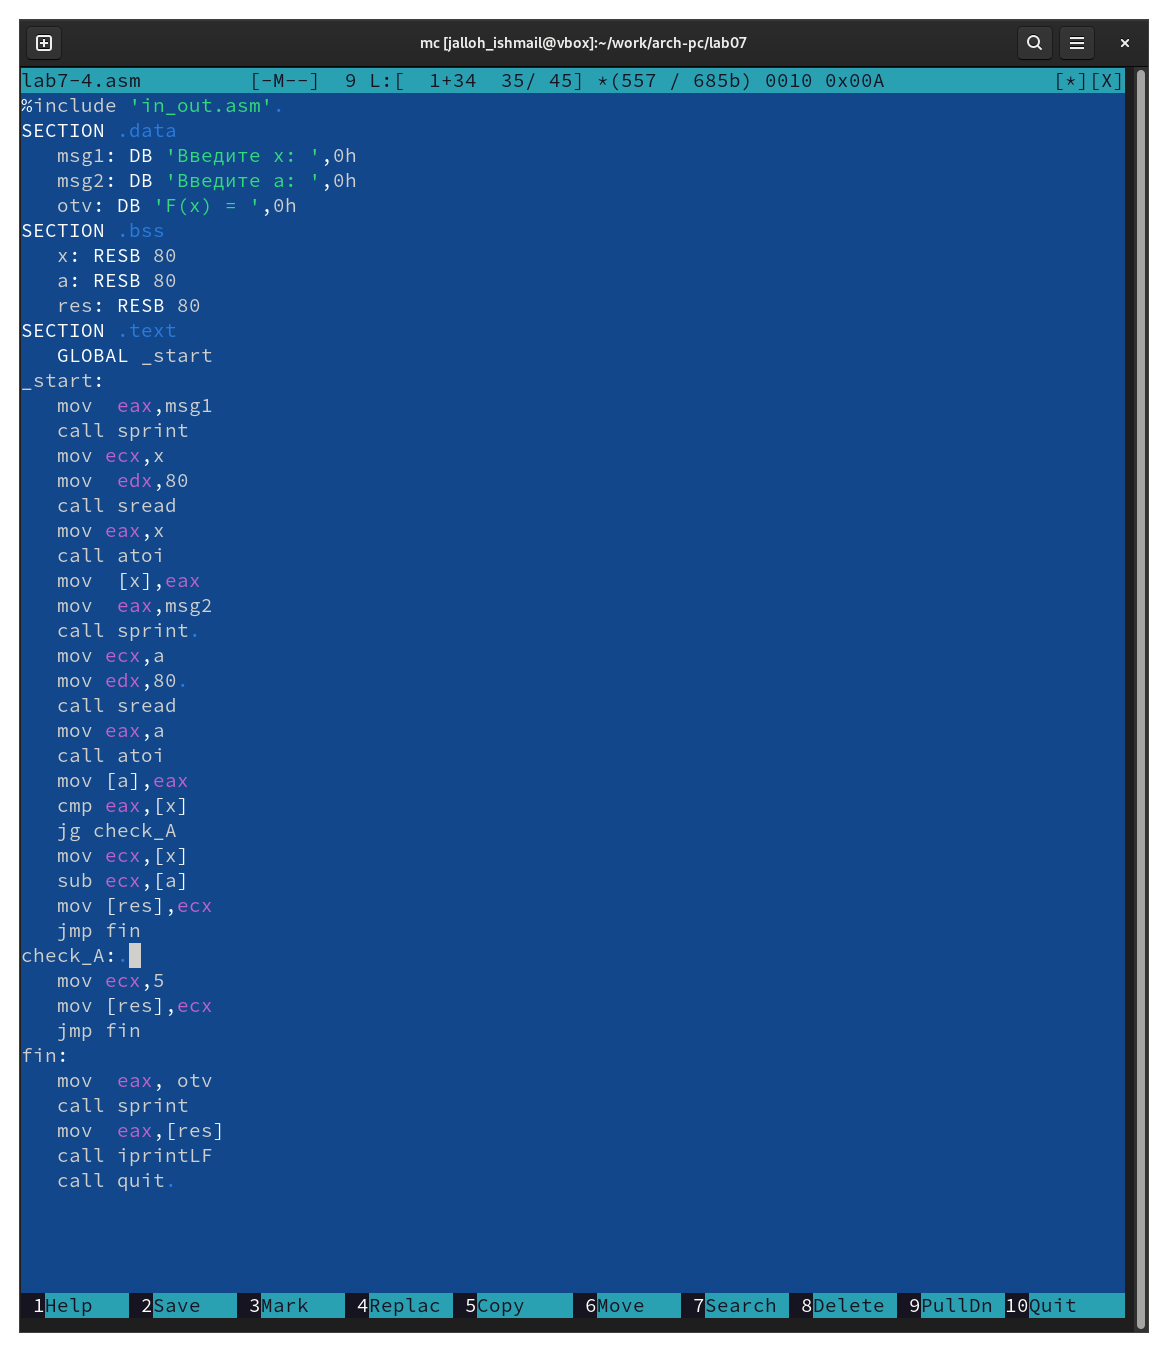 mc [jalloh_ishmail@vbox]:~/work/arch-pc/lab07
lab7-4.asm         [-M--]  9 L:[  1+34  35/ 45] *(557 / 685b) 0010 0x00A              [*][X]
%include 'in_out.asm'.
SECTION .data
   msg1: DB 'Введите x: ',0h
   msg2: DB 'Введите a: ',0h
   otv: DB 'F(x) = ',0h
SECTION .bss
   x: RESB 80
   a: RESB 80
   res: RESB 80
SECTION .text
   GLOBAL _start
_start:
   mov  eax,msg1
   call sprint
   mov ecx,x
   mov  edx,80
   call sread
   mov eax,x
   call atoi
   mov  [x],eax
   mov  eax,msg2
   call sprint.
   mov ecx,a
   mov edx,80.
   call sread
   mov eax,a
   call atoi
   mov [a],eax
   cmp eax,[x]
   jg check_A
   mov ecx,[x]
   sub ecx,[a]
   mov [res],ecx
   jmp fin
check_A:.
   mov ecx,5
   mov [res],ecx
   jmp fin
fin:
   mov  eax, otv
   call sprint
   mov  eax,[res]
   call iprintLF
   call quit.
1Help   2Save   3Mark   4Replac  5Copy   6Move   7Search  8Delete  9PullDn 10Quit